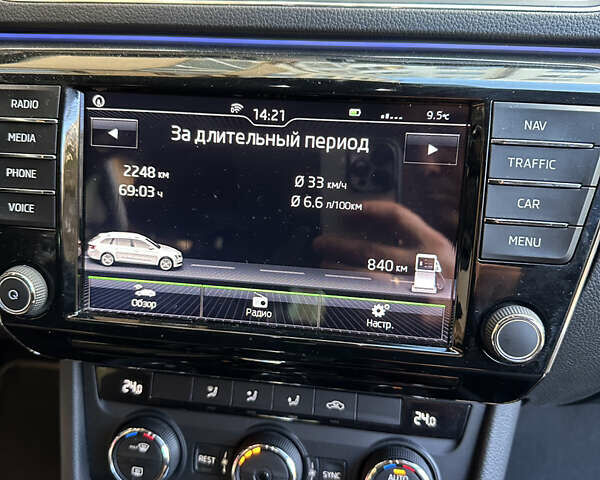 RADIO
MEDIA
PHONE
VOICE
14:21
9.5°C
За длительный период
2248 км
69:03 ч
Ø 33 км/ч
Ø 6.6 л/100км
840 км
Обзор
Радио
Настр.
NAV
TRAFFIC
CAR
MENU
24.0
24.0
REST
SYNC
AUTO